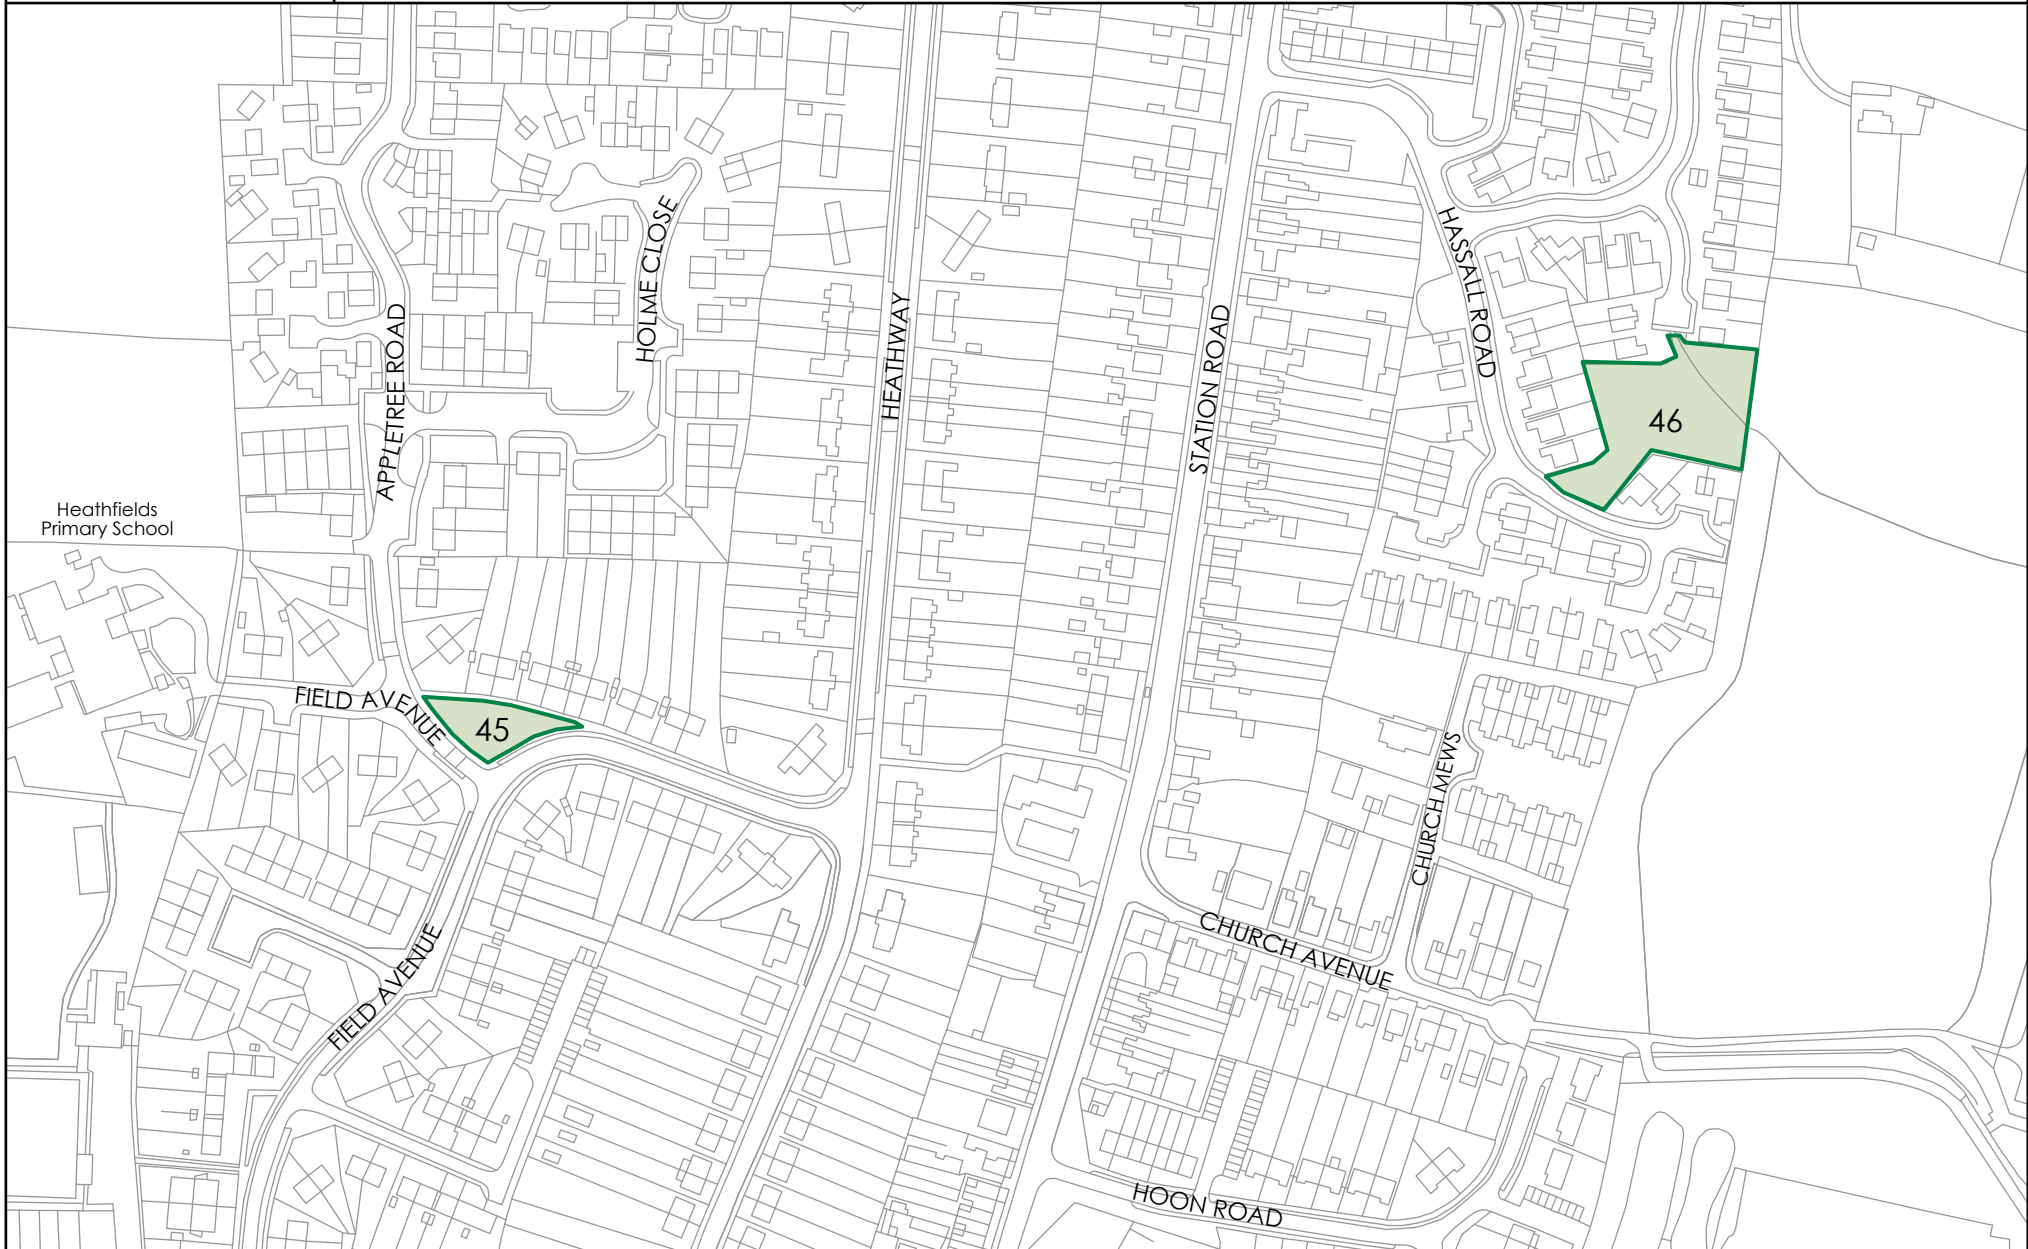 HOLME CLOSE
HASSALL ROAD
HEATHWAY
APPLETREE ROAD
STATION ROAD
46
Heathfields
Primary School
FIELD AVENUE
45
CHURCH MEWS
CHURCH AVENUE
FIELD AVENUE
HOON ROAD